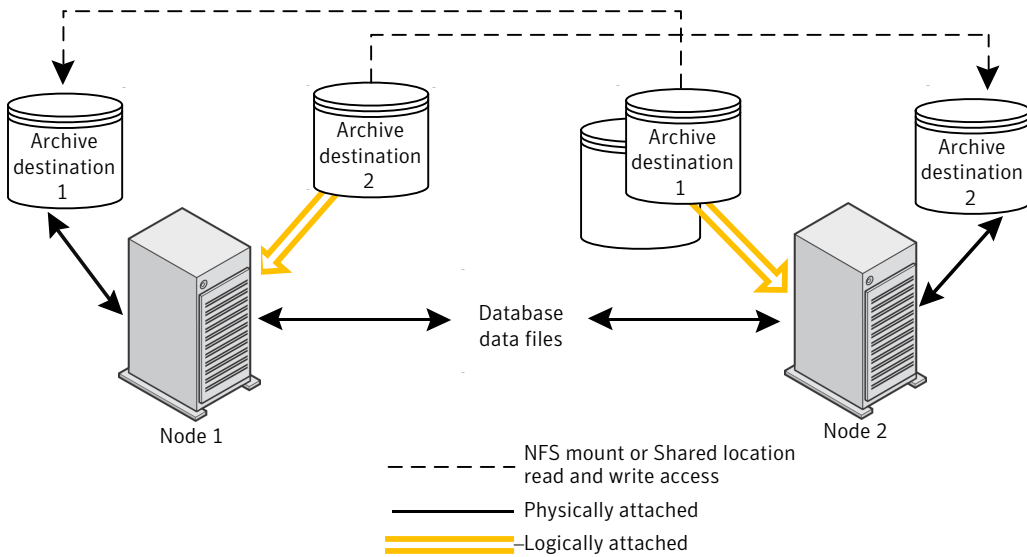 Archive
destination
1
Archive
destination
2
Archive
destination
1
Archive
destination
2
Database
data files
Node 1
Node 2
NFS mount or Shared location
read and write access
Physically attached
Logically attached